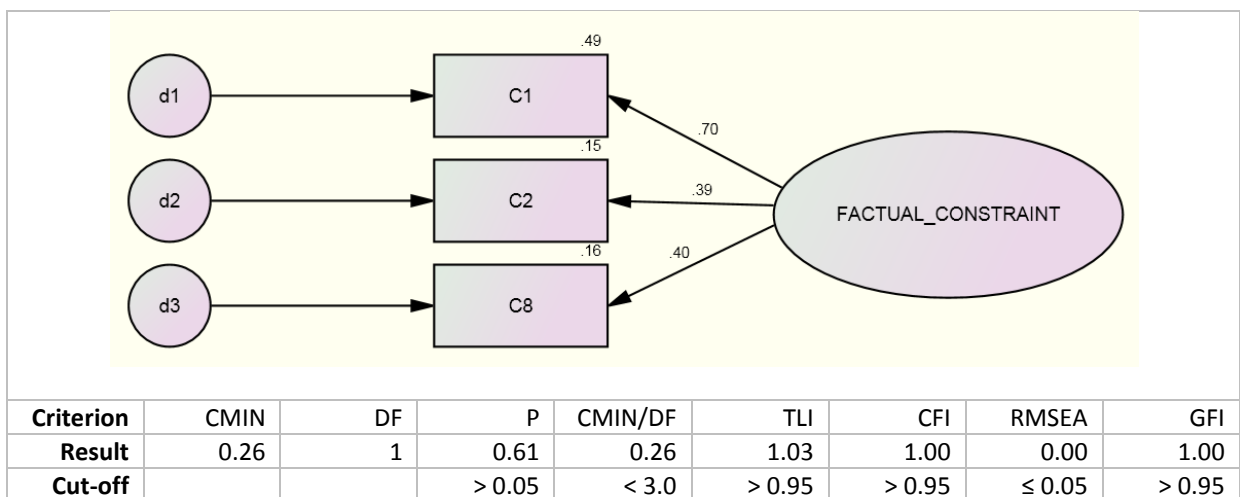 .49
d1
C1
.70
.15
d2
C2
.39
FACTUAL_CONSTRAINT
.16
.40
d3
C8
Criterion CMIN DF P CMIN/DF TLI CFI RMSEA GFI
Result 0.26 1 0.61 0.26 1.03 1.00 0.00 1.00
Cut-off > 0.05 < 3.0 > 0.95 > 0.95 ≤ 0.05 > 0.95